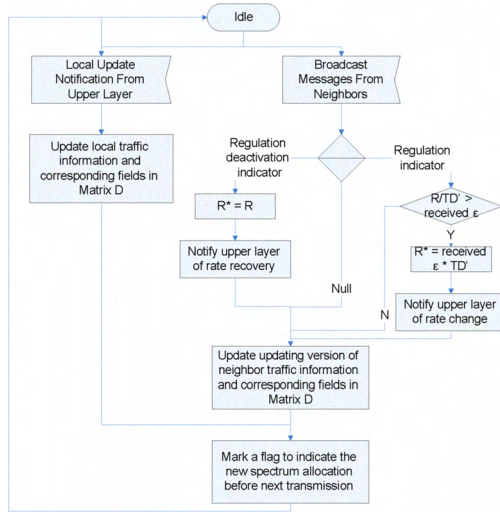 Idle
Local Update
Notification From
Upper Layer
Broadcast
Messages From
Neighbors
Update local traffic
information and
corresponding fields in
Matrix D
Regulation
deactivation
indicator
Regulation
indicator
R* = R
R/TD' >
received ε
Y
Notify upper layer
of rate recovery
R* = received
ε * TD'
Null
N
Notify upper layer
of rate change
Update updating version of
neighbor traffic information
and corresponding fields in
Matrix D
Mark a flag to indicate the
new spectrum allocation
before next transmission